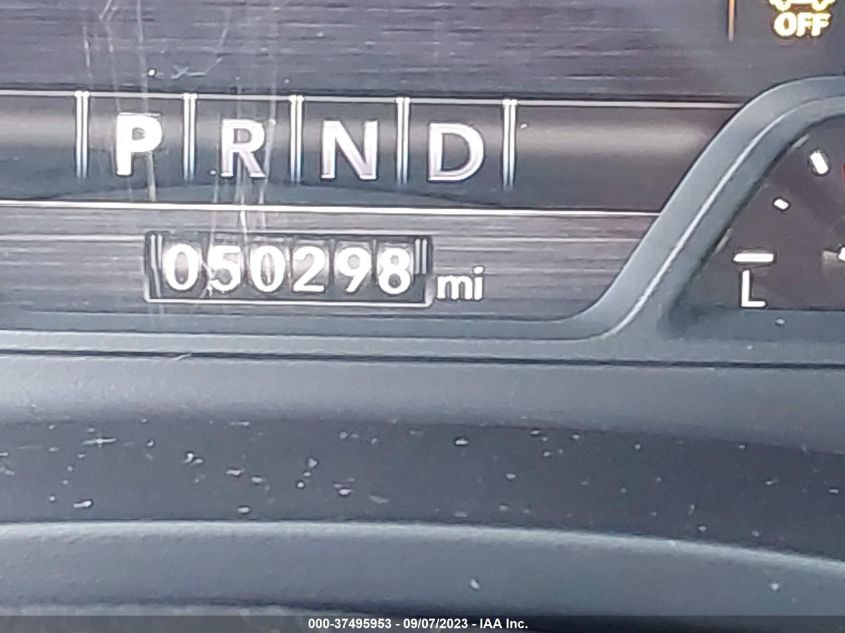 OFF
P R N D
050298 mi
L
000-37495953 - 09/07/2023 - IAA Inc.